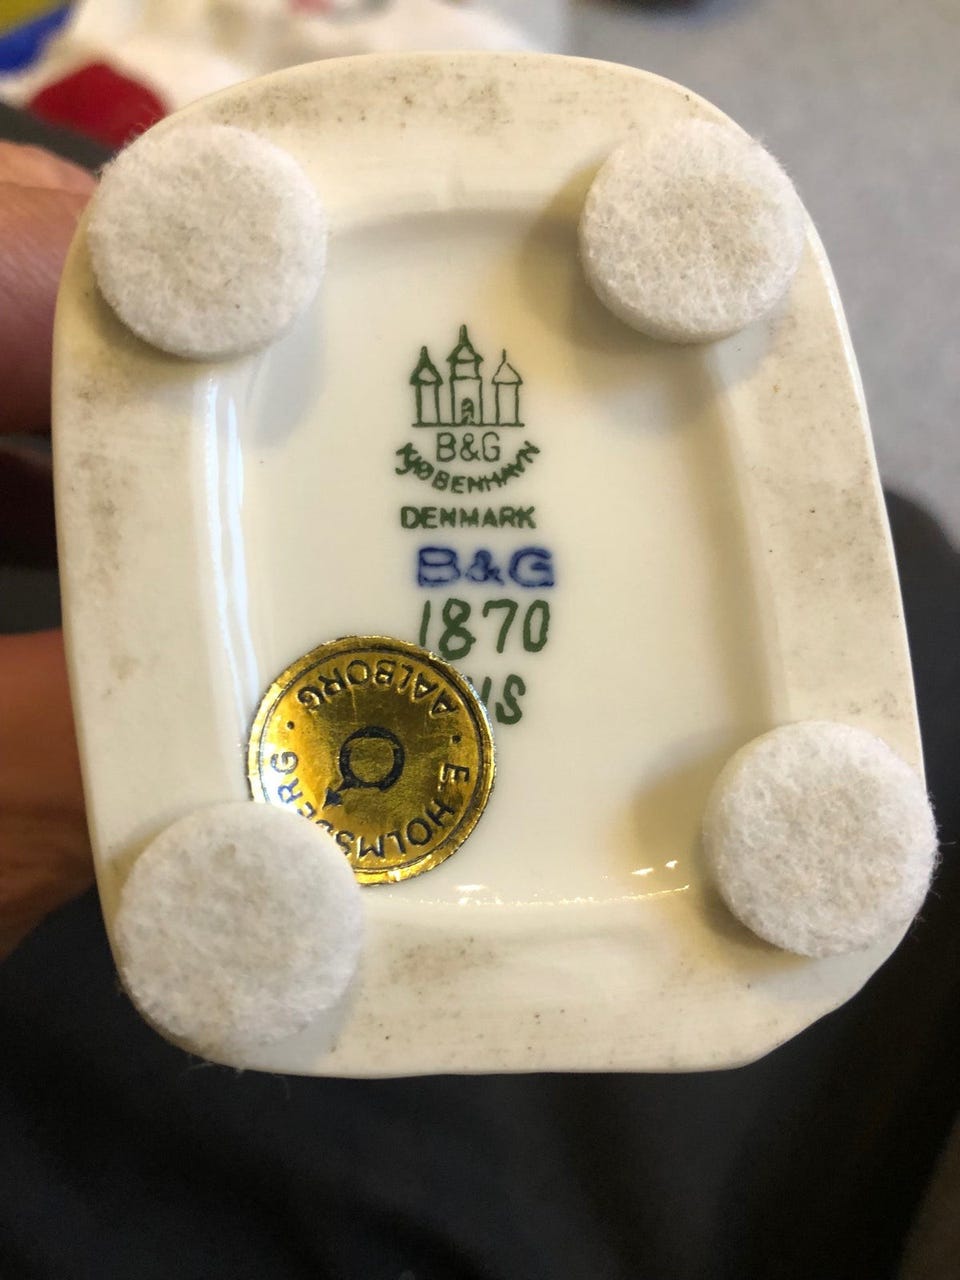 B&G
KJØBENHAVN
DENMARK
B&G
1870
E. HOLMSBERG · AALBORG ·